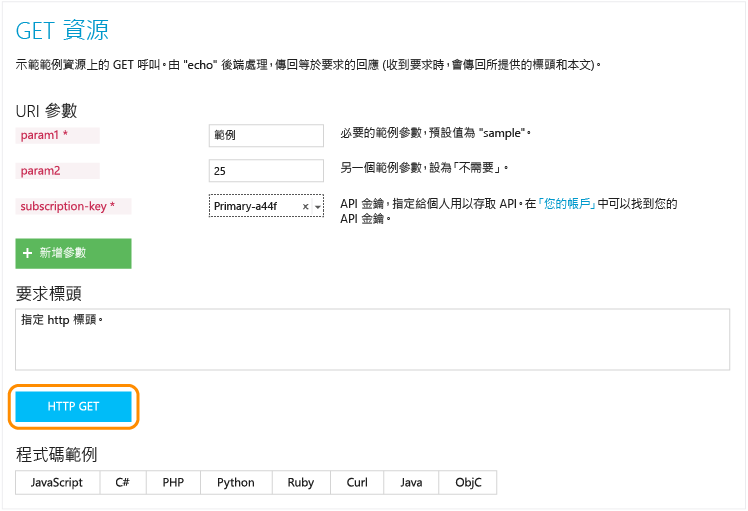 GET 資源
示範範例資源上的 GET 呼叫。由 "echo" 後端處理，傳回等於要求的回應 (收到要求時，會傳回所提供的標頭和本文)。
URI 參數
param1 * 範例 必要的範例參數，預設值為 "sample"。
param2 25 另一個範例參數，設為「不需要」。
subscription-key * Primary-a44f x API 金鑰，指定給個人用以存取 API。在「您的帳戶」中可以找到您的
API 金鑰。
+ 新增參數
要求標頭
指定 http 標頭。
HTTP GET
程式碼範例
JavaScript C# PHP Python Ruby Curl Java ObjC